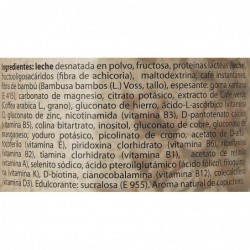 Ingredientes: leche desnatada en polvo, fructosa, proteínas lácteas (leche),
fructooligosacáridos (fibra de achicoria), maltodextrina, café instantáneo,
fibra de bambú (Bambusa bambos (L.) Voss, tallo), espesante: goma xantana
(E 415), carbonato de magnesio, citrato potásico, extracto de Café verde
(Coffea arabica L., grano), gluconato de hierro, ácido-L-ascórbico (vitamina
C), gluconato de zinc, nicotinamida (vitamina B3), D-pantotenato cálcico
(vitamina B5), colina bitartrato, inositol, gluconato de cobre, gluconato de
manganeso, yoduro potásico, picolinato de cromo, acetato de D-alfa-
tocoferilo (vitamina E), piridoxina clorhidrato (vitamina B6), riboflavina
(vitamina B2), tiamina clorhidrato (vitamina B1), acetato de retinilo
(vitamina A), selenito sódico, ácido pteroilglutámico (ácido fólico), filoquinona
(vitamina K), D-biotina, cianocobalamina (vitamina B12), colecalciferol
(vitamina D3). Edulcorante: sucralosa (E 955). Aroma natural de capuchino.